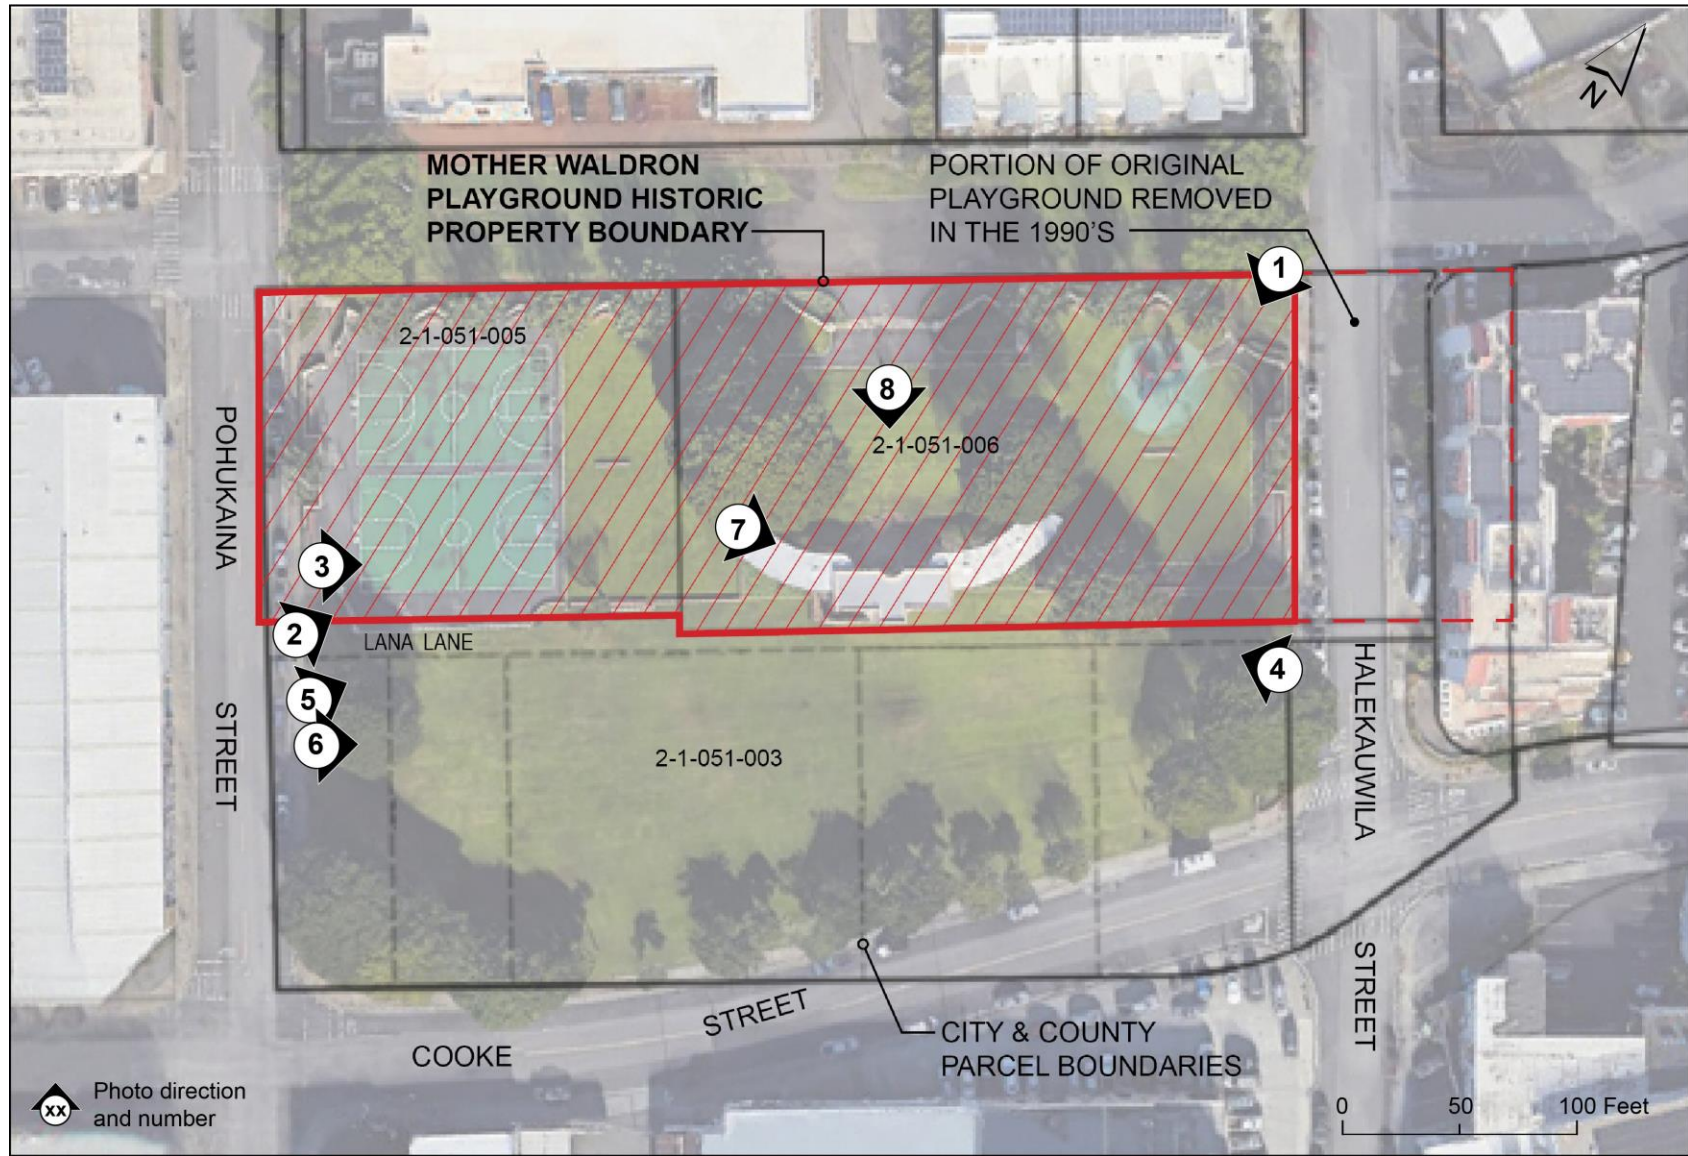 N
MOTHER WALDRON
PLAYGROUND HISTORIC
PROPERTY BOUNDARY
PORTION OF ORIGINAL
PLAYGROUND REMOVED
IN THE 1990'S
1
2-1-051-005
8
2-1-051-006
POHUKAINA
7
3
2
LANA LANE
4
5
6
HALEKAUWILA
STREET
2-1-051-003
STREET
STREET
COOKE
CITY & COUNTY
PARCEL BOUNDARIES
xx
Photo direction
and number
0 50 100 Feet